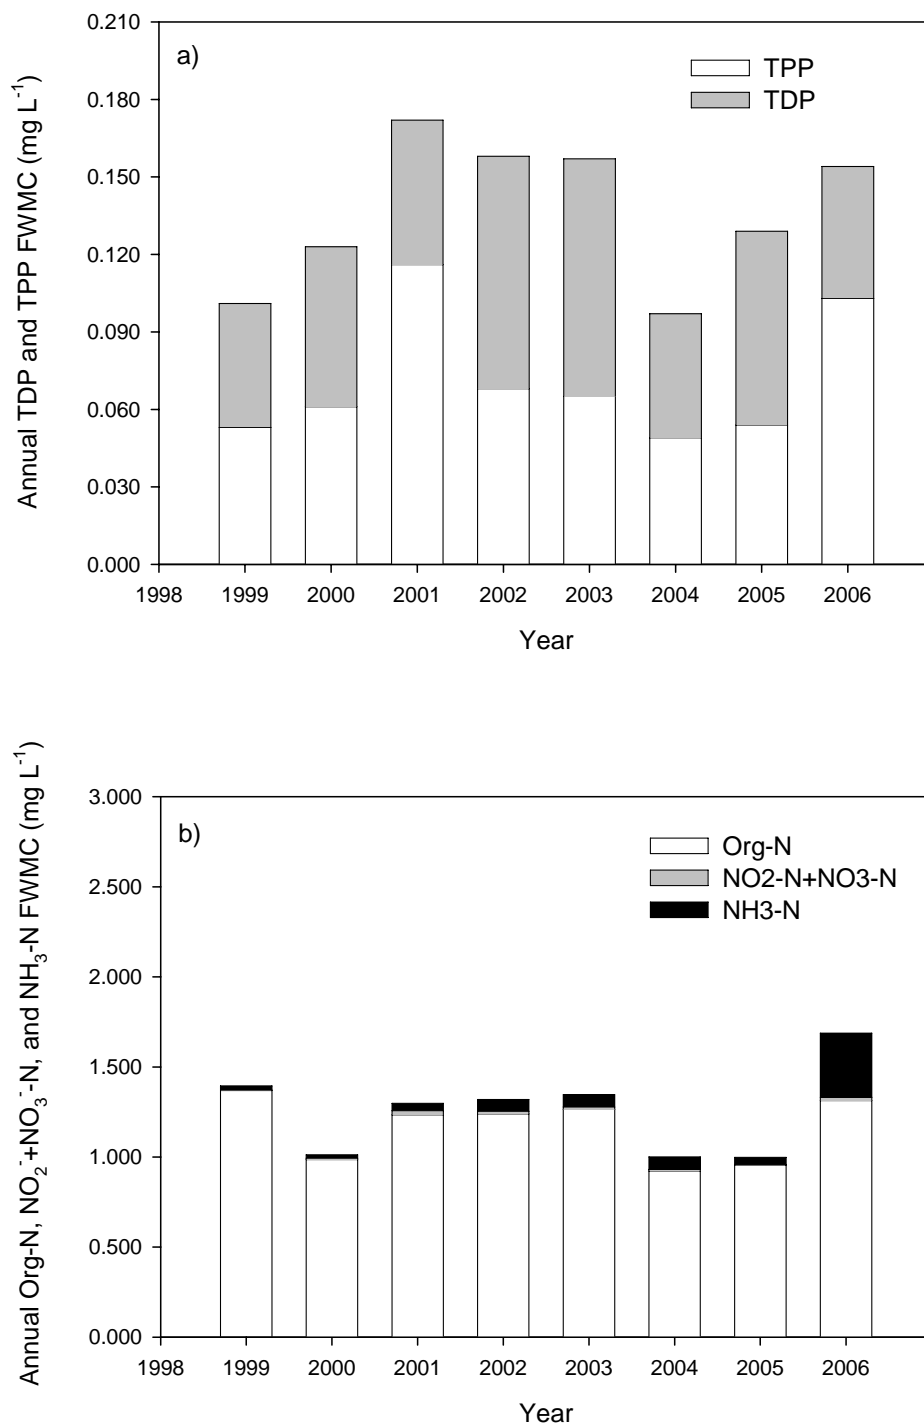 Annual TDP and TPP FWMC (mg L⁻¹)
a)
TPP
TDP
0.210
0.180
0.150
0.120
0.090
0.060
0.030
0.000
1998 1999 2000 2001 2002 2003 2004 2005 2006
Year
Annual Org-N, NO₂⁻+NO₃⁻-N, and NH₃-N FWMC (mg L⁻¹)
b)
Org-N
NO2-N+NO3-N
NH3-N
3.000
2.500
2.000
1.500
1.000
0.500
0.000
1998 1999 2000 2001 2002 2003 2004 2005 2006
Year